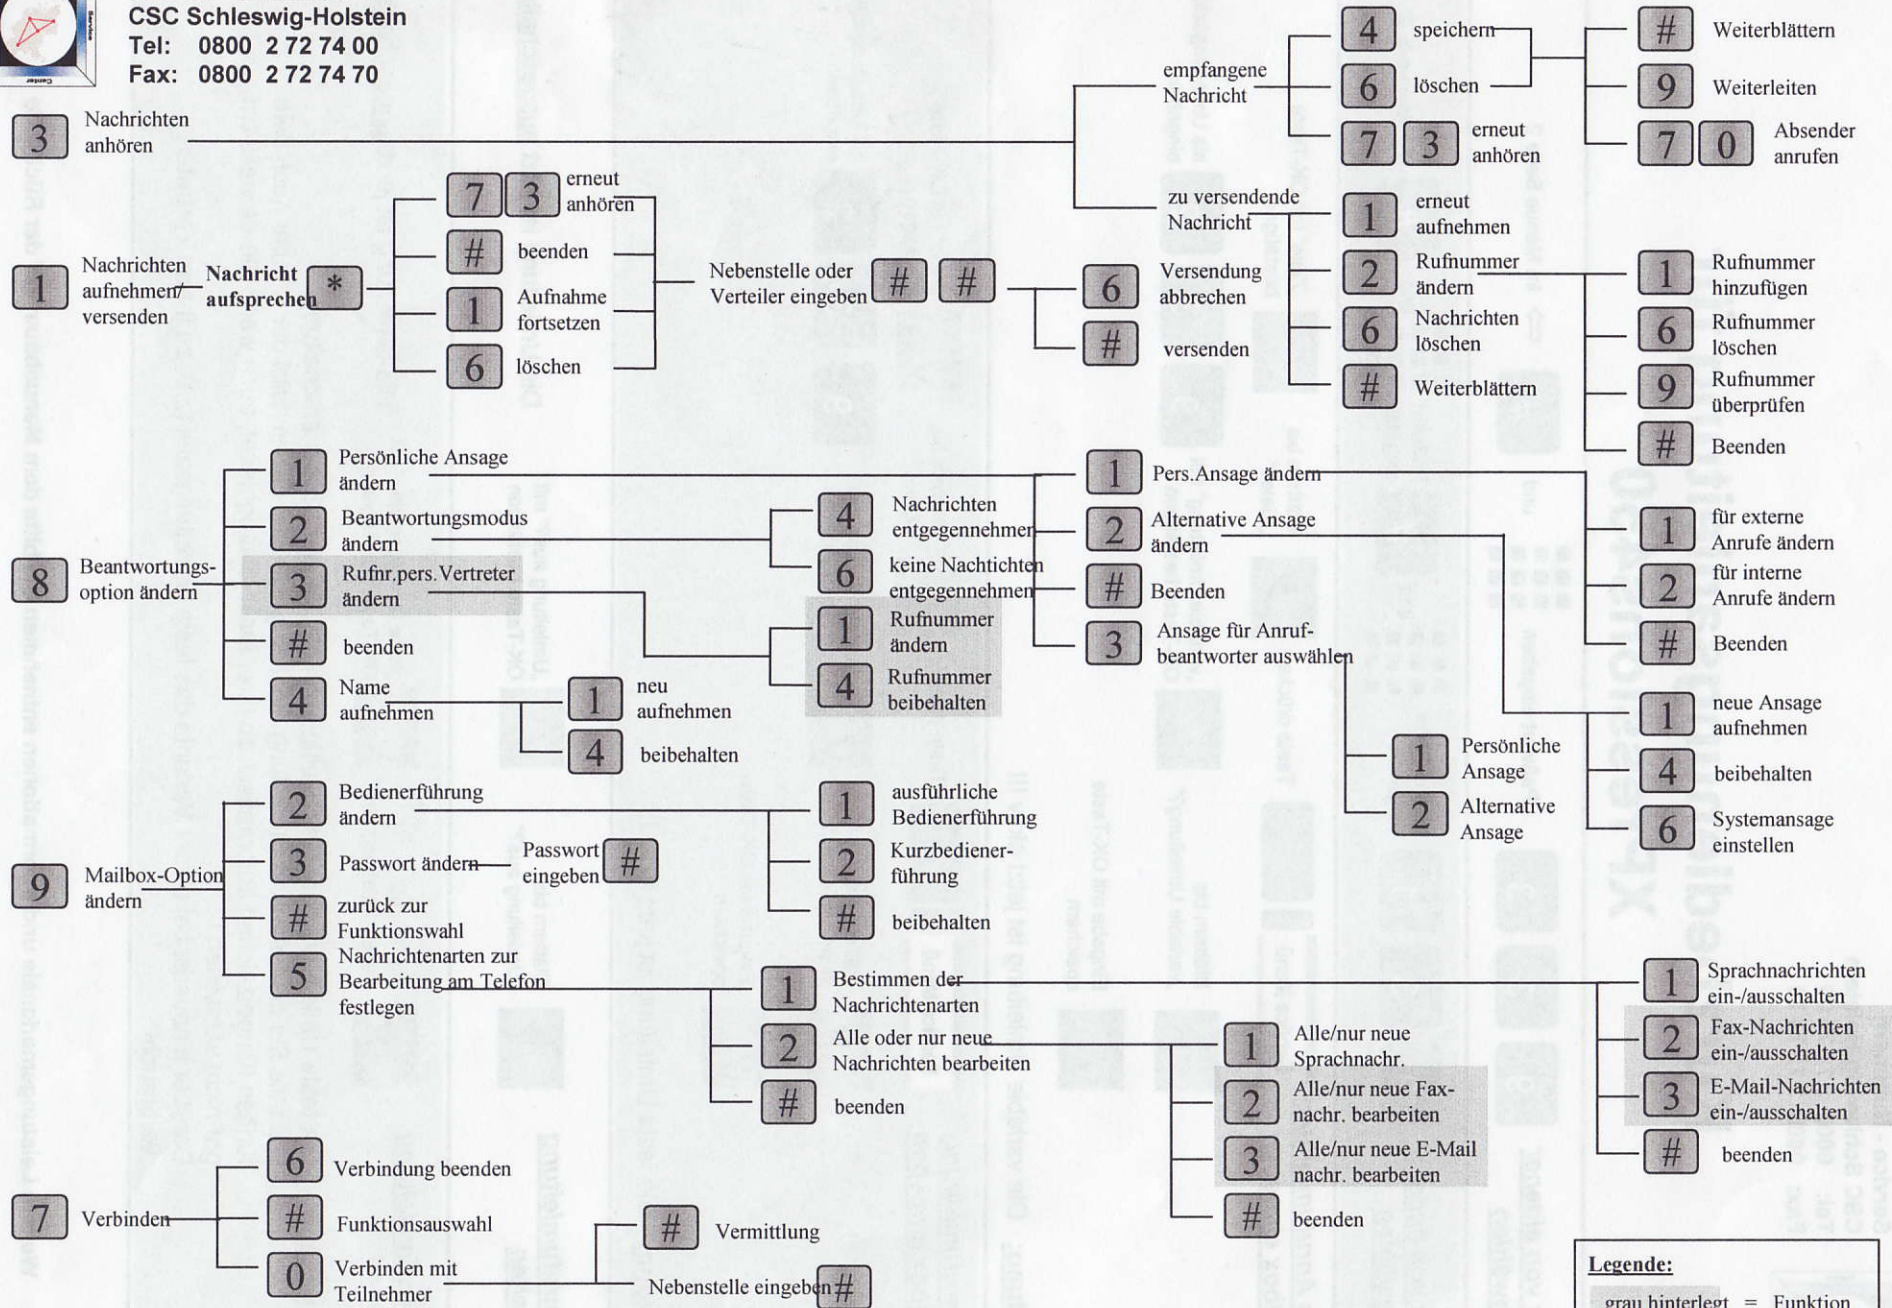 CSC Schleswig-Holstein
Tel: 0800 2 72 74 00
Fax: 0800 2 72 74 70
Service
Center
3 Nachrichten
anhören
empfangene
Nachricht
4 speichern
6 löschen
7 3 erneut
anhören
# Weiterblättern
9 Weiterleiten
7 0 Absender
anrufen
zu versendende
Nachricht
1 erneut
aufnehmen
2 Rufnummer
ändern
6 Nachrichten
löschen
# Weiterblättern
1 Rufnummer
hinzufügen
6 Rufnummer
löschen
9 Rufnummer
überprüfen
# Beenden
1 Nachrichten
aufnehmen/
versenden
Nachricht
aufsprechen *
7 3 erneut
anhören
# beenden
1 Aufnahme
fortsetzen
6 löschen
Nebenstelle oder
Verteiler eingeben # #
6 Versendung
abbrechen
# versenden
8 Beantwortungs-
option ändern
1 Persönliche Ansage
ändern
2 Beantwortungsmodus
ändern
3 Rufnr.pers.Vertreter
ändern
# beenden
4 Name
aufnehmen
1 neu
aufnehmen
4 beibehalten
4 Nachrichten
entgegennehmen
6 keine Nachtichten
entgegennehmen
1 Rufnummer
ändern
4 Rufnummer
beibehalten
1 Pers.Ansage ändern
2 Alternative Ansage
ändern
# Beenden
3 Ansage für Anruf-
beantworter auswählen
1 für externe
Anrufe ändern
2 für interne
Anrufe ändern
# Beenden
1 neue Ansage
aufnehmen
4 beibehalten
6 Systemansage
einstellen
1 Persönliche
Ansage
2 Alternative
Ansage
9 Mailbox-Option
ändern
2 Bedienerführung
ändern
3 Passwort ändern
Passwort
eingeben #
# zurück zur
Funktionswahl
5 Nachrichtenarten zur
Bearbeitung am Telefon
festlegen
1 ausführliche
Bedienerführung
2 Kurzbediener-
führung
# beibehalten
1 Bestimmen der
Nachrichtenarten
2 Alle oder nur neue
Nachrichten bearbeiten
# beenden
1 Alle/nur neue
Sprachnachr.
2 Alle/nur neue Fax-
nachr. bearbeiten
3 Alle/nur neue E-Mail
nachr. bearbeiten
# beenden
1 Sprachnachrichten
ein-/ausschalten
2 Fax-Nachrichten
ein-/ausschalten
3 E-Mail-Nachrichten
ein-/ausschalten
# beenden
7 Verbinden
6 Verbindung beenden
# Funktionsauswahl
0 Verbinden mit
Teilnehmer
# Vermittlung
Nebenstelle eingeben #
Legende:
grau hinterlegt = Funktion